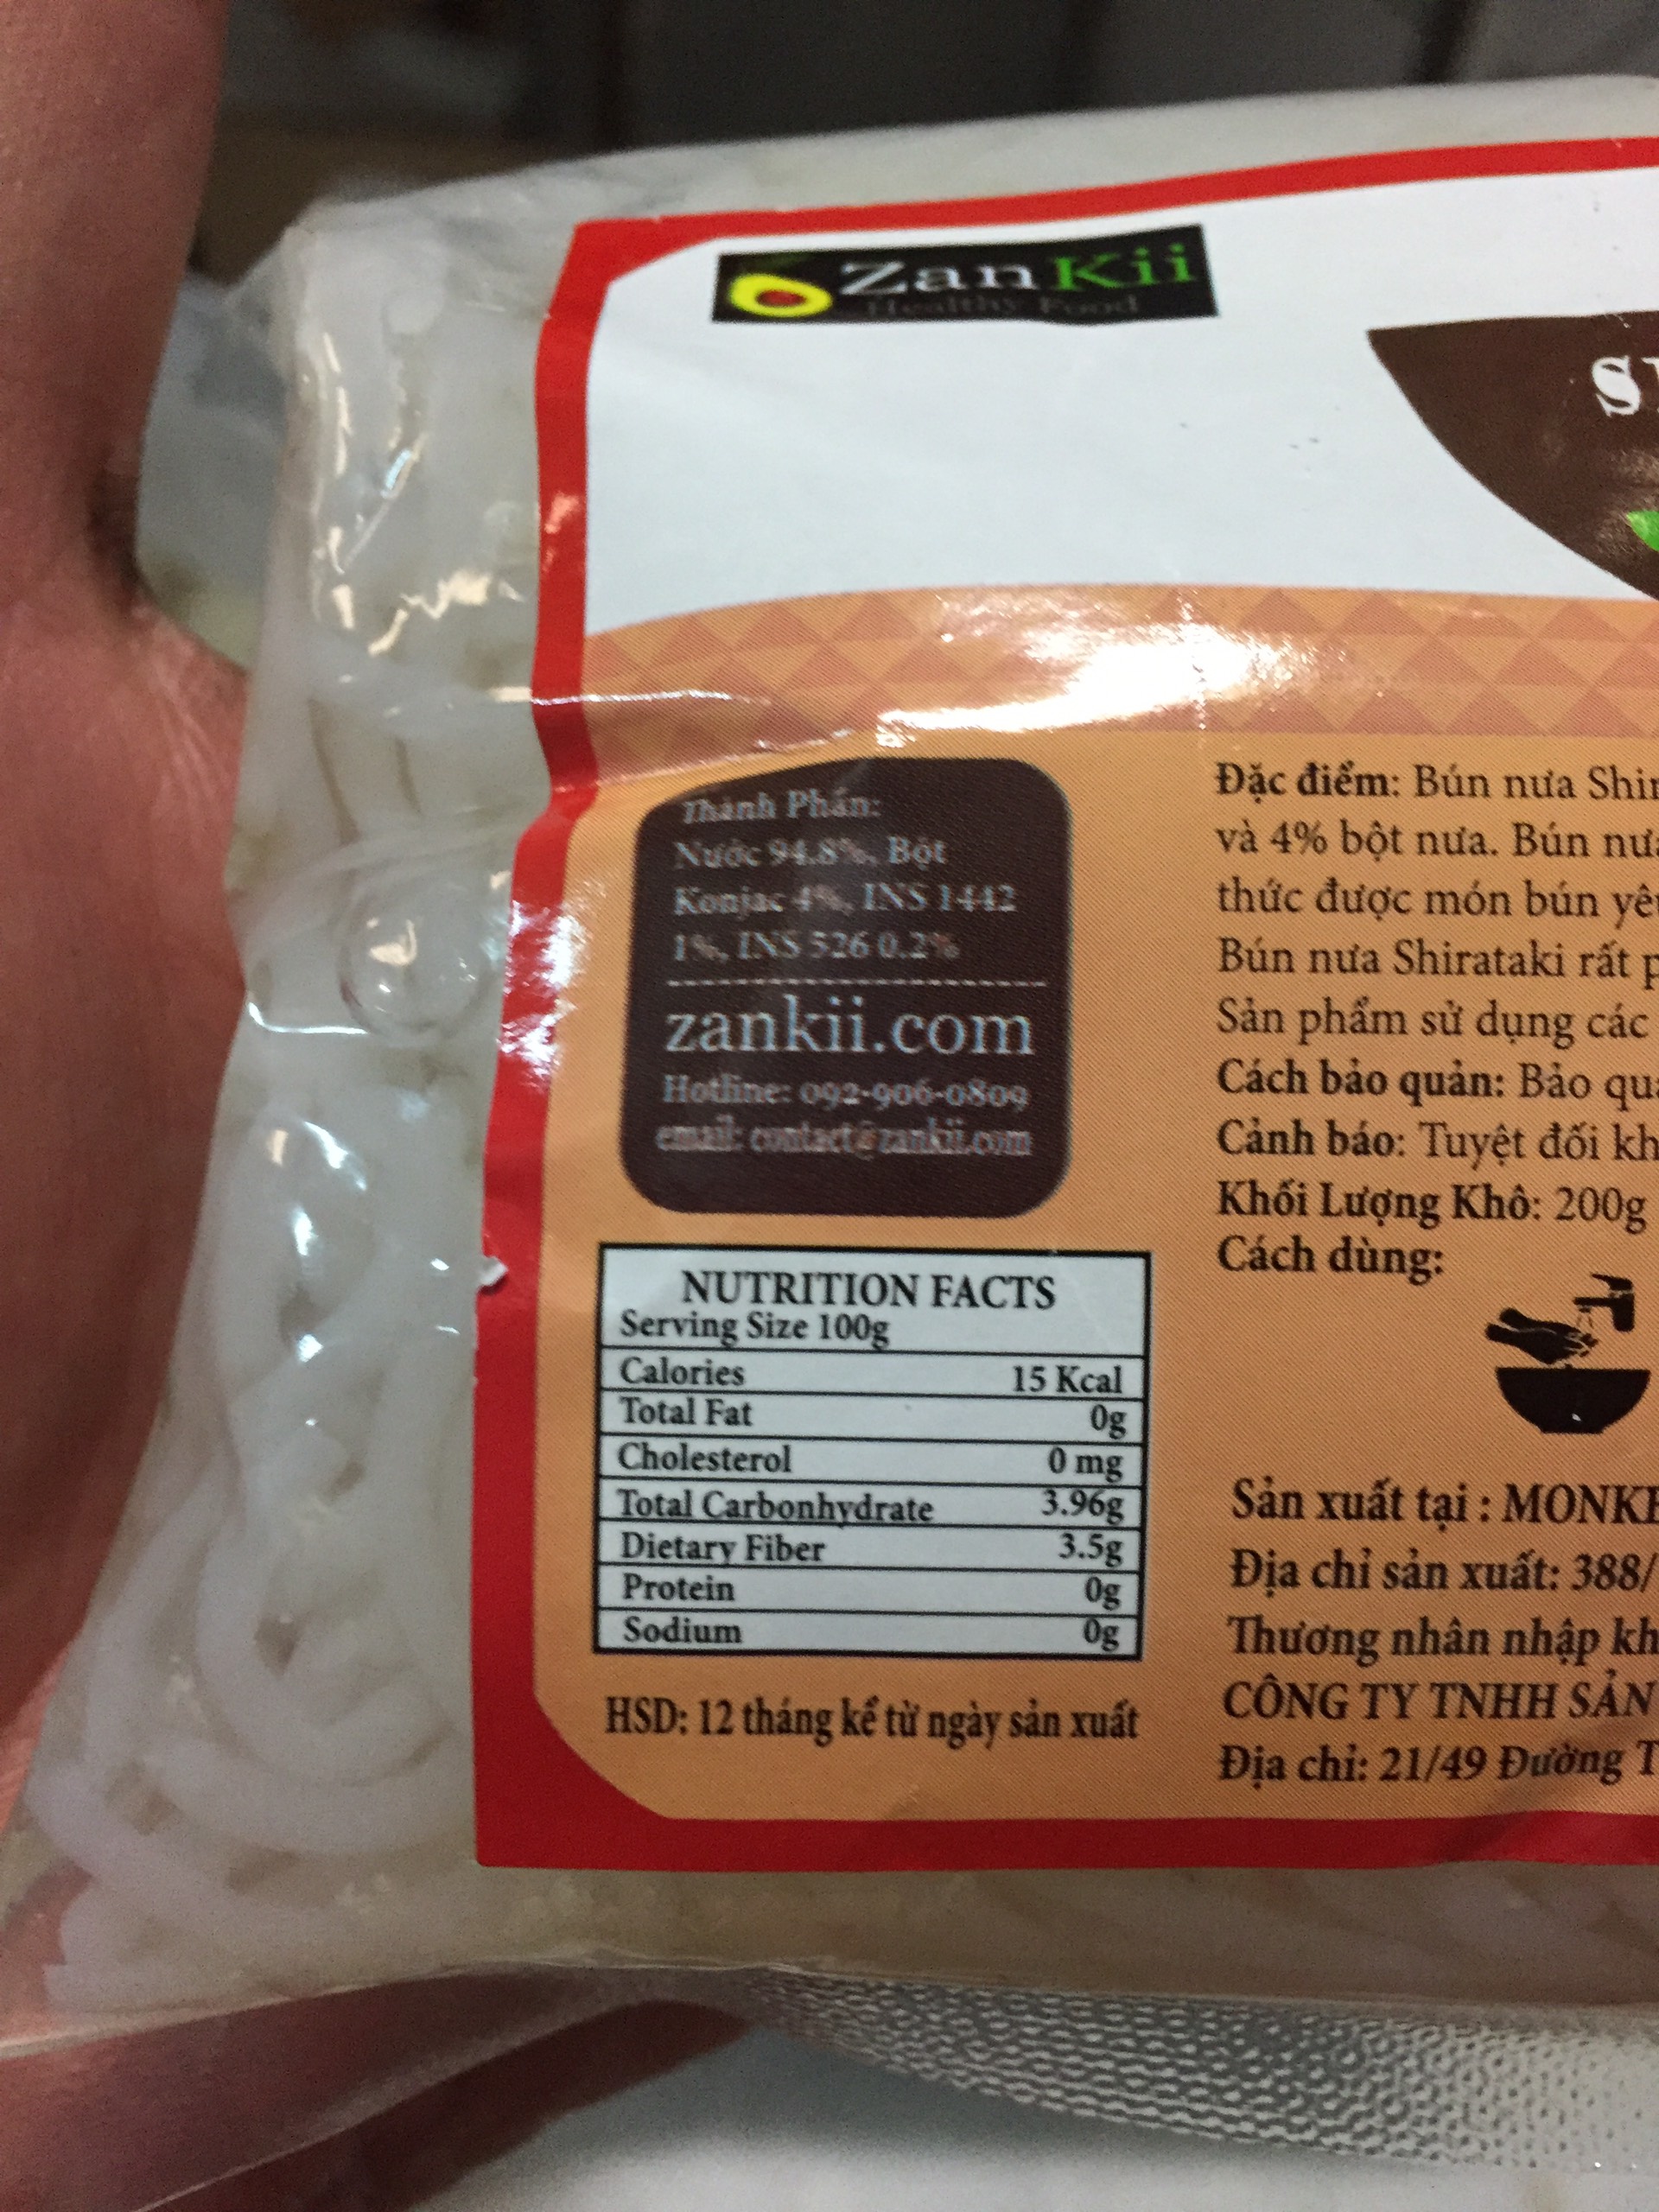 ZanKii
Healthy Food
Thành Phần:
Nước 94.8%, Bột
Konjac 4%, INS 1442
1%, INS 526 0.2%
zankii.com
Hotline: 092-906-0809
email: contact@zankii.com
NUTRITION FACTS
Serving Size 100g
Calories 15 Kcal
Total Fat 0g
Cholesterol 0 mg
Total Carbonhydrate 3.96g
Dietary Fiber 3.5g
Protein 0g
Sodium 0g
HSD: 12 tháng kể từ ngày sản xuất
Đặc điểm: Bún nưa Shir
và 4% bột nưa. Bún nưa
thức được món bún yêu
Bún nưa Shirataki rất p
Sản phẩm sử dụng các
Cách bảo quản: Bảo quả
Cảnh báo: Tuyệt đối kh
Khối Lượng Khô: 200g
Cách dùng:
Sản xuất tại : MONKE
Địa chỉ sản xuất: 388/
Thương nhân nhập kh
CÔNG TY TNHH SẢN
Địa chỉ: 21/49 Đường T